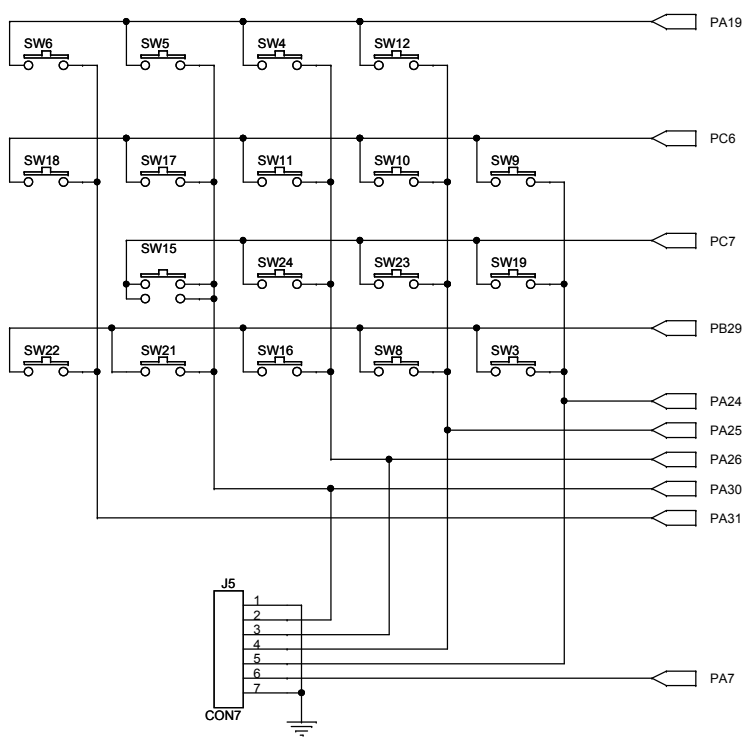 PA19
SW6 SW5 SW4 SW12
PC6
SW18 SW17 SW11 SW10 SW9
PC7
SW15 SW24 SW23 SW19
PB29
SW22 SW21 SW16 SW8 SW3
PA24
PA25
PA26
PA30
PA31
J5
1
2
3
4
5
6
7
PA7
CON7